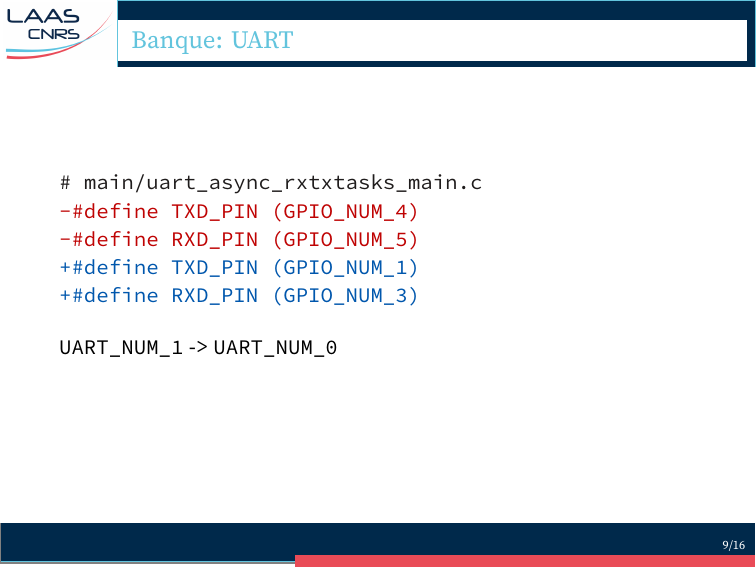 LAAS
CNRS
Banque: UART
# main/uart_async_rxtxtasks_main.c
-#define TXD_PIN (GPIO_NUM_4)
-#define RXD_PIN (GPIO_NUM_5)
+#define TXD_PIN (GPIO_NUM_1)
+#define RXD_PIN (GPIO_NUM_3)
UART_NUM_1 -> UART_NUM_0
9/16